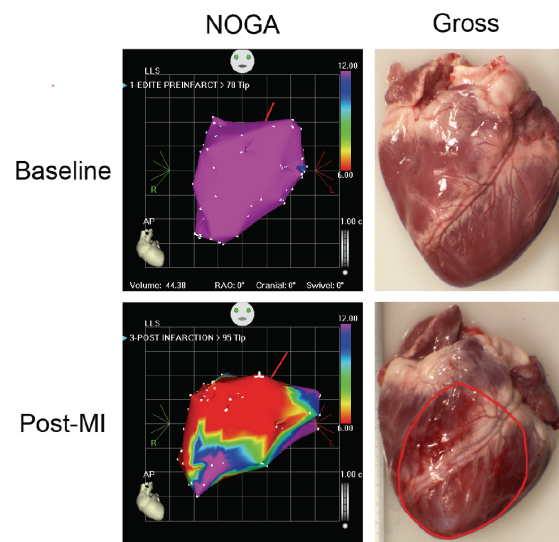 NOGA
Gross
Baseline
LLS
12.00
1-EDITE PREINFARCT > 78 Tip
6.00
R
L
AP
1.00 c
Volume: 44.38 RAO: 0° Cranial: 0° Swivel: 0°
Post-MI
LLS
12.00
3-POST INFARCTION > 95 Tip
6.00
R
L
AP
1.00 c